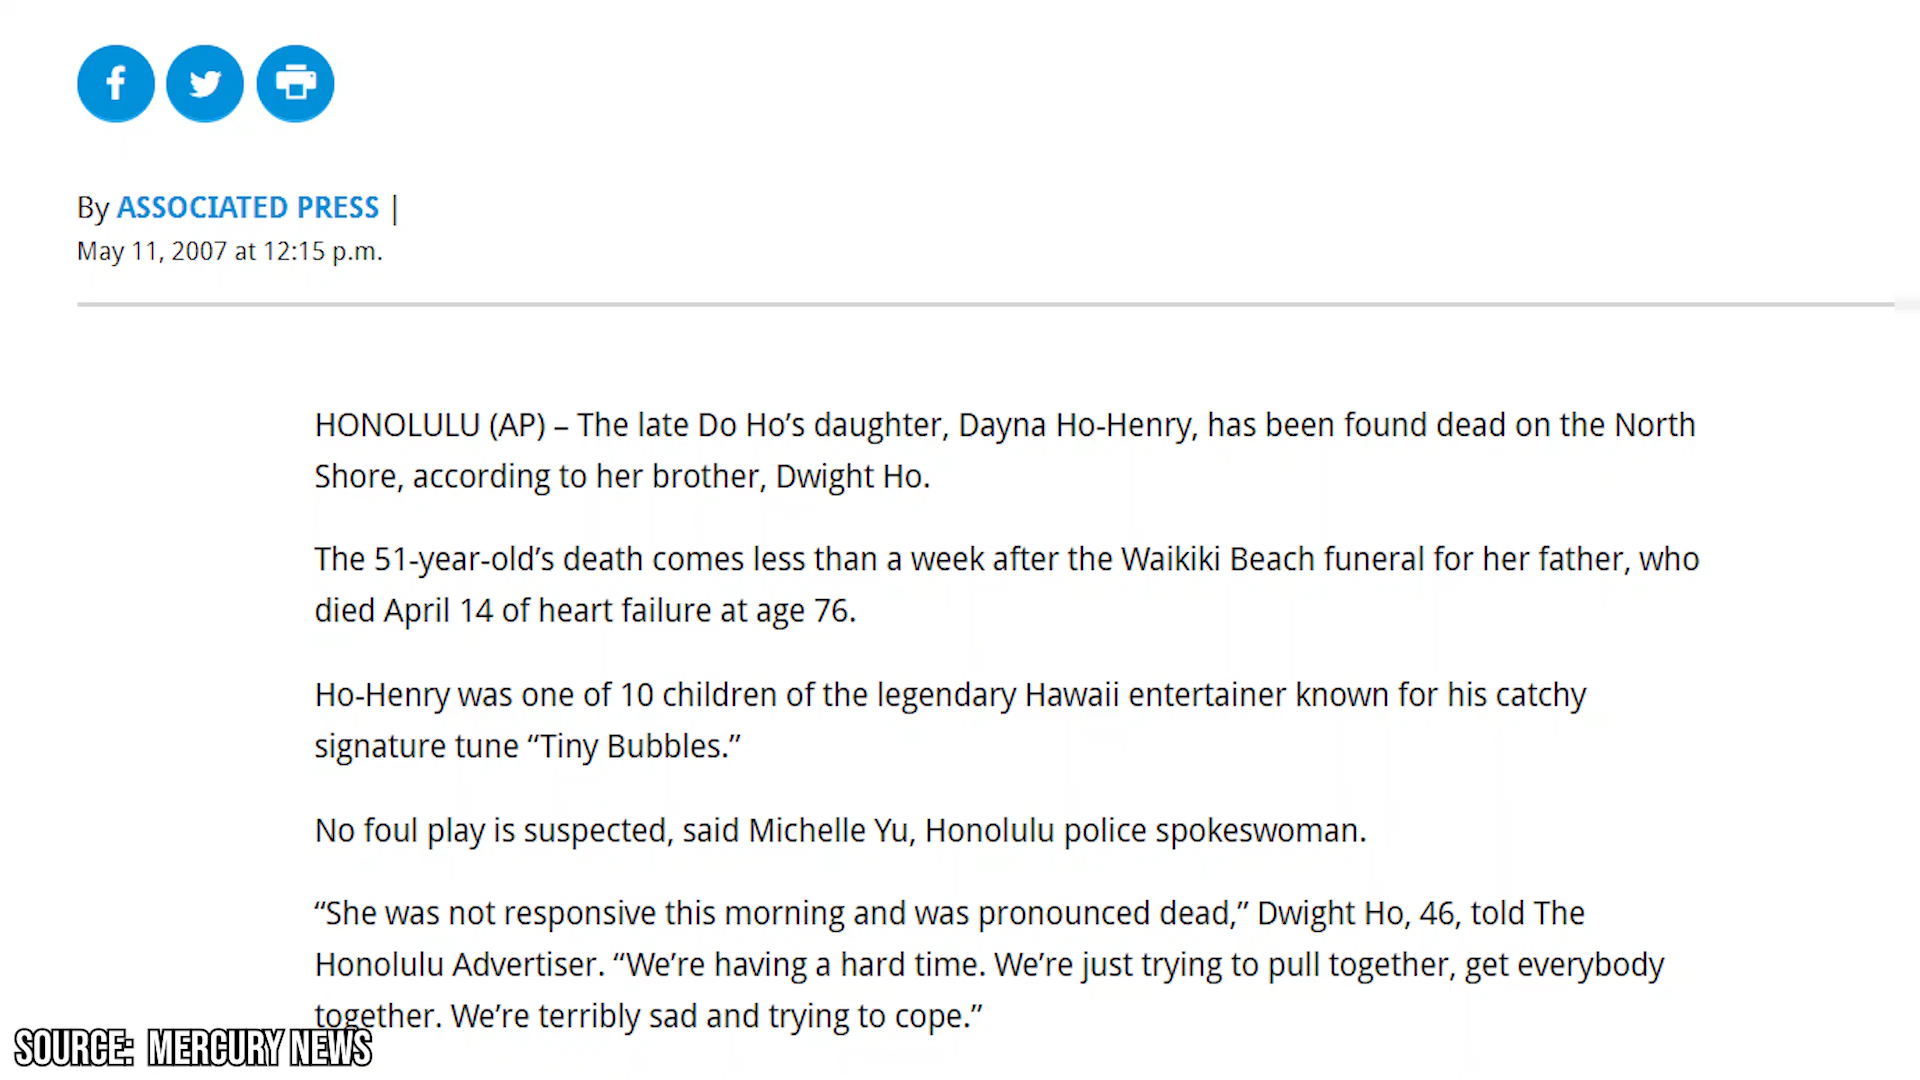 By ASSOCIATED PRESS |
May 11, 2007 at 12:15 p.m.
HONOLULU (AP) – The late Do Ho’s daughter, Dayna Ho-Henry, has been found dead on the North
Shore, according to her brother, Dwight Ho.
The 51-year-old’s death comes less than a week after the Waikiki Beach funeral for her father, who
died April 14 of heart failure at age 76.
Ho-Henry was one of 10 children of the legendary Hawaii entertainer known for his catchy
signature tune “Tiny Bubbles.”
No foul play is suspected, said Michelle Yu, Honolulu police spokeswoman.
“She was not responsive this morning and was pronounced dead,” Dwight Ho, 46, told The
Honolulu Advertiser. “We’re having a hard time. We’re just trying to pull together, get everybody
together. We’re terribly sad and trying to cope.”
SOURCE: MERCURY NEWS